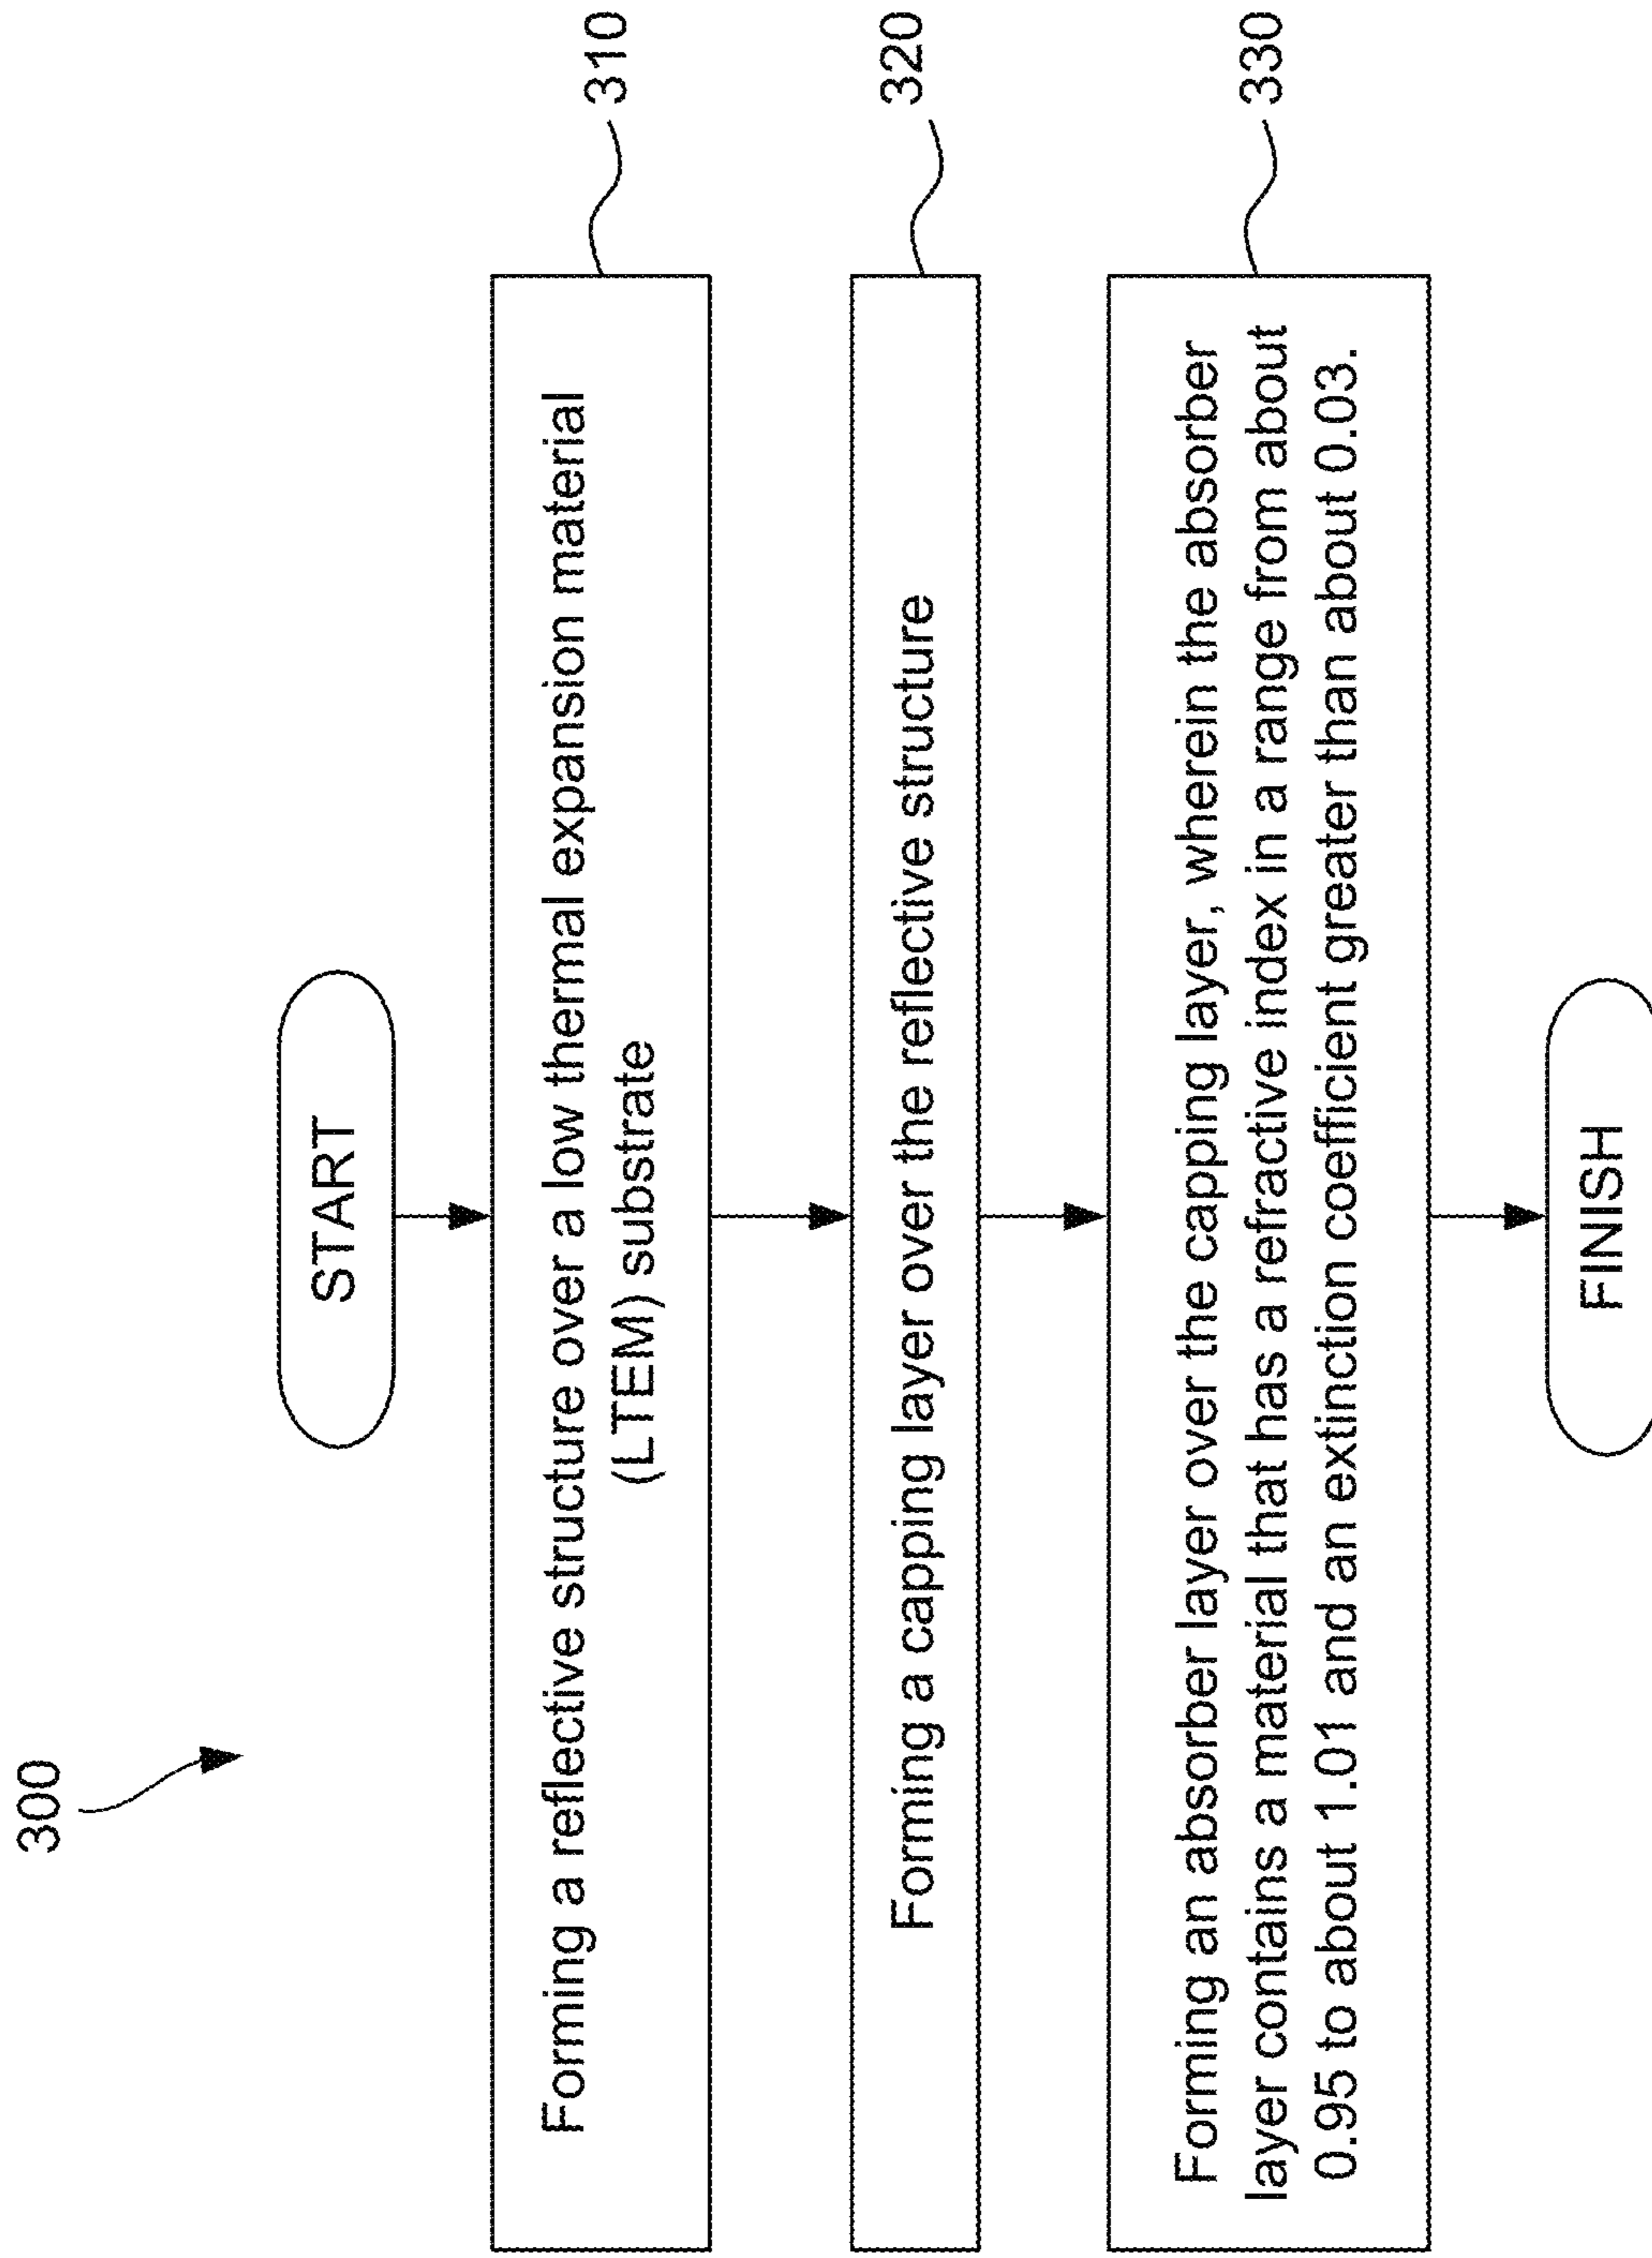 300
START
Forming a reflective structure over a low thermal expansion material
(LTEM) substrate
310
Forming a capping layer over the reflective structure
320
Forming an absorber layer over the capping layer, wherein the absorber
layer contains a material that has a refractive index in a range from about
0.95 to about 1.01 and an extinction coefficient greater than about 0.03.
330
FINISH